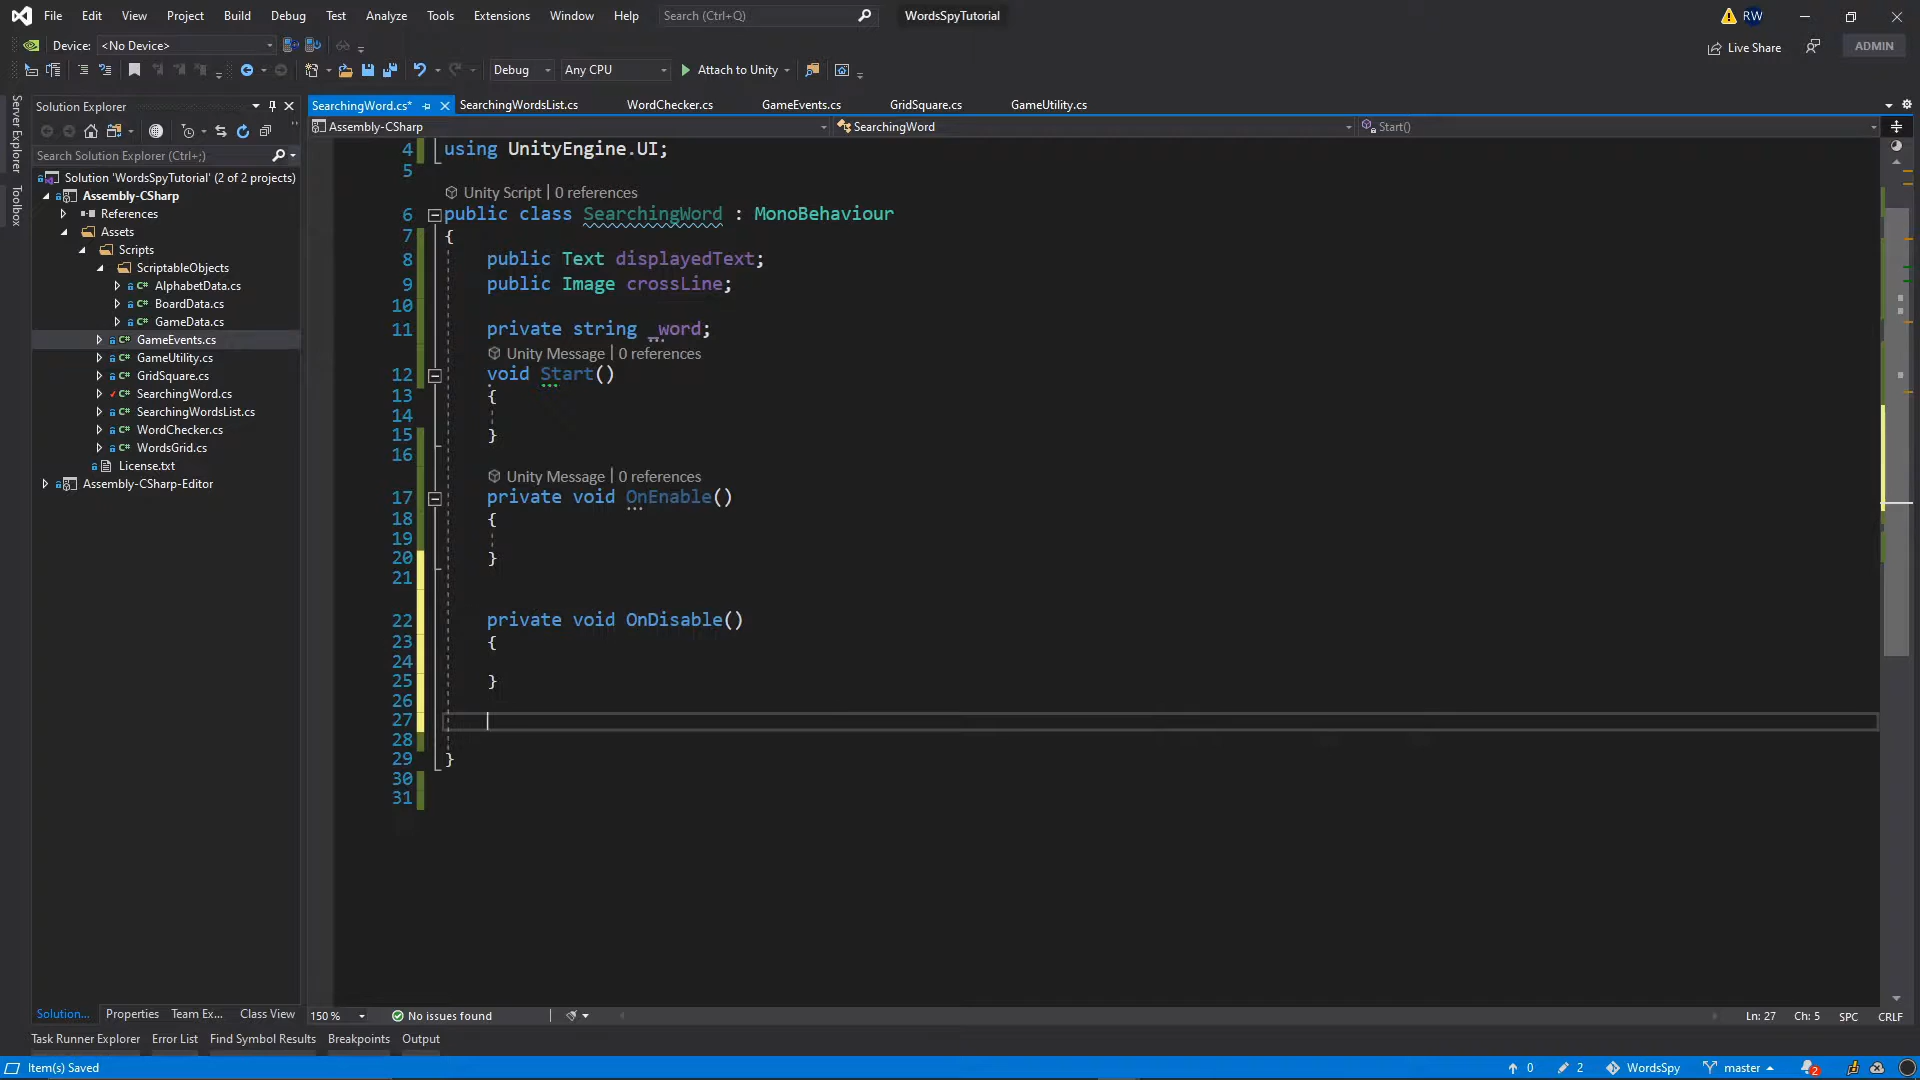 File Edit View Project Build Debug Test Analyze Tools Extensions Window Help Search (Ctrl+Q) WordsSpyTutorial RW
Device: <No Device> Live Share ADMIN
Debug Any CPU Attach to Unity
Server Explorer
Toolbox
Solution Explorer
Search Solution Explorer (Ctrl+;)
Solution 'WordsSpyTutorial' (2 of 2 projects)
Assembly-CSharp
References
Assets
Scripts
ScriptableObjects
AlphabetData.cs
BoardData.cs
GameData.cs
GameEvents.cs
GameUtility.cs
GridSquare.cs
SearchingWord.cs
SearchingWordsList.cs
WordChecker.cs
WordsGrid.cs
License.txt
Assembly-CSharp-Editor
Solution... Properties Team Ex... Class View
SearchingWord.cs* SearchingWordsList.cs WordChecker.cs GameEvents.cs GridSquare.cs GameUtility.cs
Assembly-CSharp SearchingWord Start()
4 using UnityEngine.UI;
5
Unity Script | 0 references
6 public class SearchingWord : MonoBehaviour
7 {
8 public Text displayedText;
9 public Image crossLine;
10
11 private string _word;
Unity Message | 0 references
12 void Start()
13 {
14
15 }
16
Unity Message | 0 references
17 private void OnEnable()
18 {
19
20 }
21
22 private void OnDisable()
23 {
24
25 }
26
27
28
29 }
30
31
150 % No issues found Ln: 27 Ch: 5 SPC CRLF
Task Runner Explorer Error List Find Symbol Results Breakpoints Output
Item(s) Saved 0 2 WordsSpy master 2